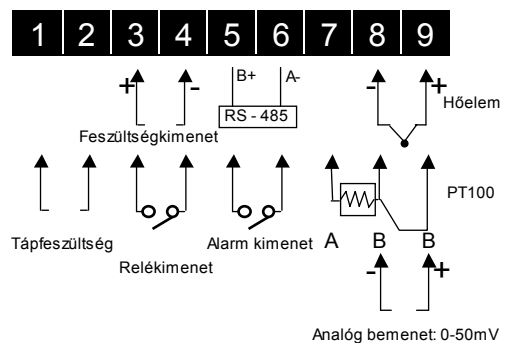 1 2 3 4 5 6 7 8 9
+ - B+ A- - +
RS - 485
Hőelem
Feszültségkimenet
PT100
Tápfeszültség
Relékimenet
Alarm kimenet
A B B
- +
Analóg bemenet: 0-50mV